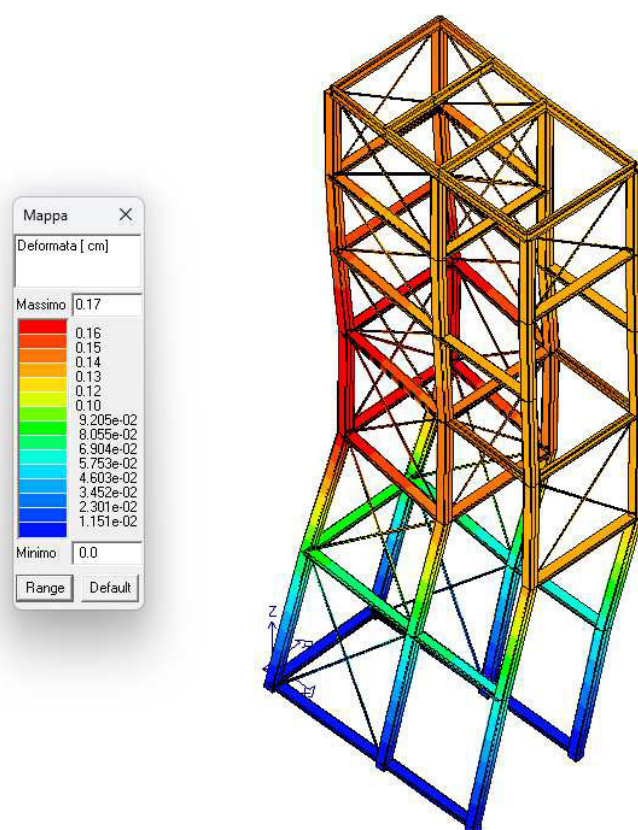 Mappa
Deformata [ cm]
Massimo 0.17
0.16
0.15
0.14
0.13
0.12
0.10
9.205e-02
8.055e-02
6.904e-02
5.753e-02
4.603e-02
3.452e-02
2.301e-02
1.151e-02
Minimo 0.0
Range Default
Z